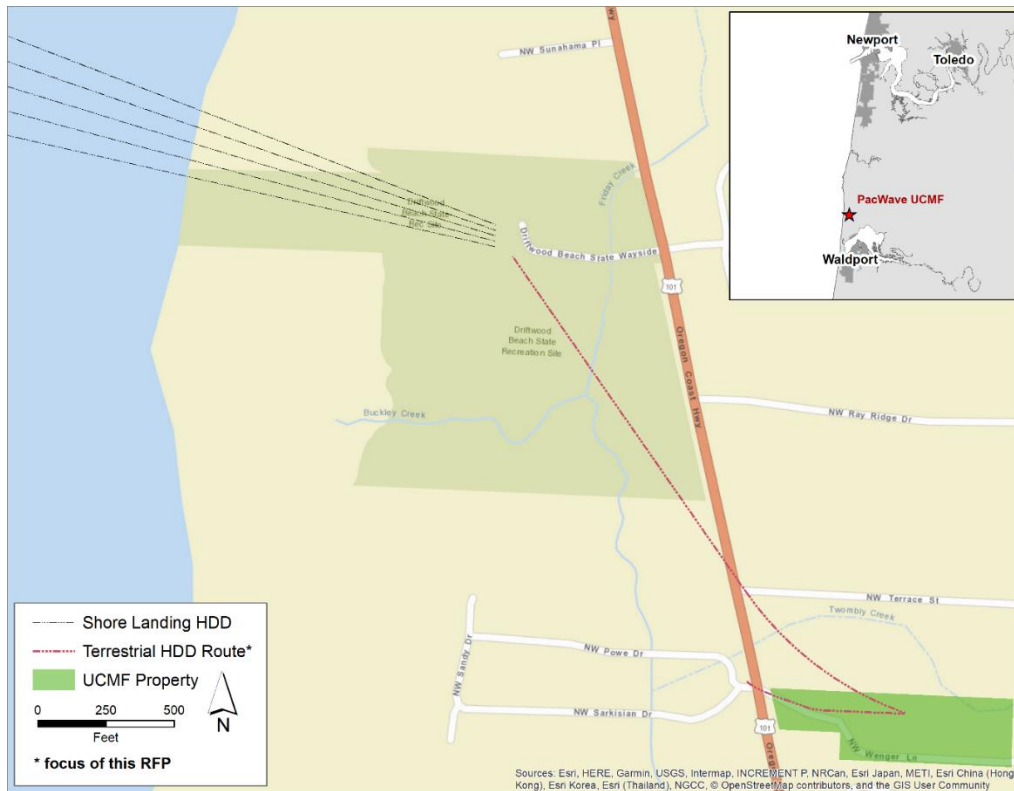 wy
NW Sunahama Pl
Friday Creek
Driftwood
Beach State
Rec Site
Driftwood Beach State Wayside
101
Driftwood
Beach State
Recreation Site
Oregon Coast Hwy
Buckley Creek
NW Ray Ridge Dr
NW Terrace St
Twombly Creek
NW Sandy Dr
NW Powe Dr
NW Sarkisian Dr
101
Orego
NW Wenger Ln
Newport
Toledo
PacWave UCMF
Waldport
Shore Landing HDD
Terrestrial HDD Route*
UCMF Property
0 250 500
Feet
N
* focus of this RFP
Sources: Esri, HERE, Garmin, USGS, Intermap, INCREMENT P, NRCan, Esri Japan, METI, Esri China (Hong
Kong), Esri Korea, Esri (Thailand), NGCC, © OpenStreetMap contributors, and the GIS User Community